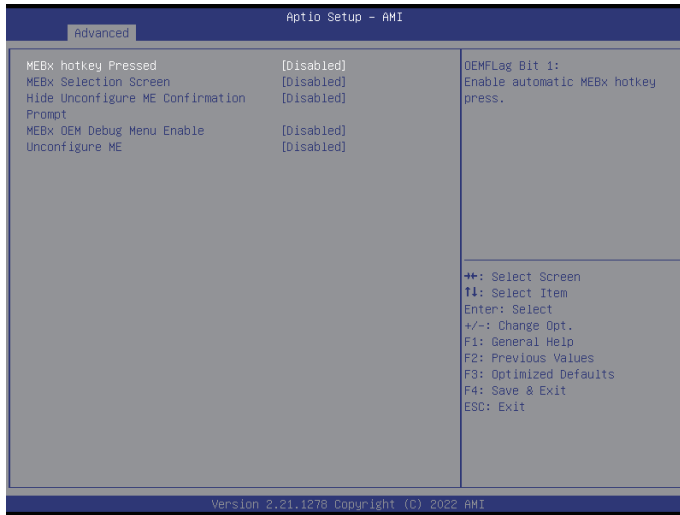 Aptio Setup – AMI
Advanced
MEBx hotkey Pressed [Disabled]
MEBx Selection Screen [Disabled]
Hide Unconfigure ME Confirmation [Disabled]
Prompt
MEBx OEM Debug Menu Enable [Disabled]
Unconfigure ME [Disabled]
OEMFLag Bit 1:
Enable automatic MEBx hotkey
press.
→←: Select Screen
↑↓: Select Item
Enter: Select
+/-: Change Opt.
F1: General Help
F2: Previous Values
F3: Optimized Defaults
F4: Save & Exit
ESC: Exit
Version 2.21.1278 Copyright (C) 2022 AMI